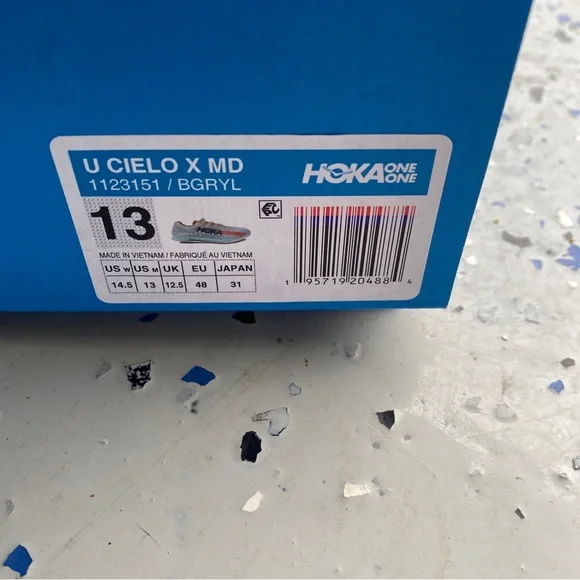 U CIELO X MD
1123151 / BGRYL
HOKA ONE ONE
13
HOKA
MADE IN VIETNAM / FABRIQUÉ AU VIETNAM
US W US M UK EU JAPAN
14.5 13 12.5 48 31
1 95719 20488 4